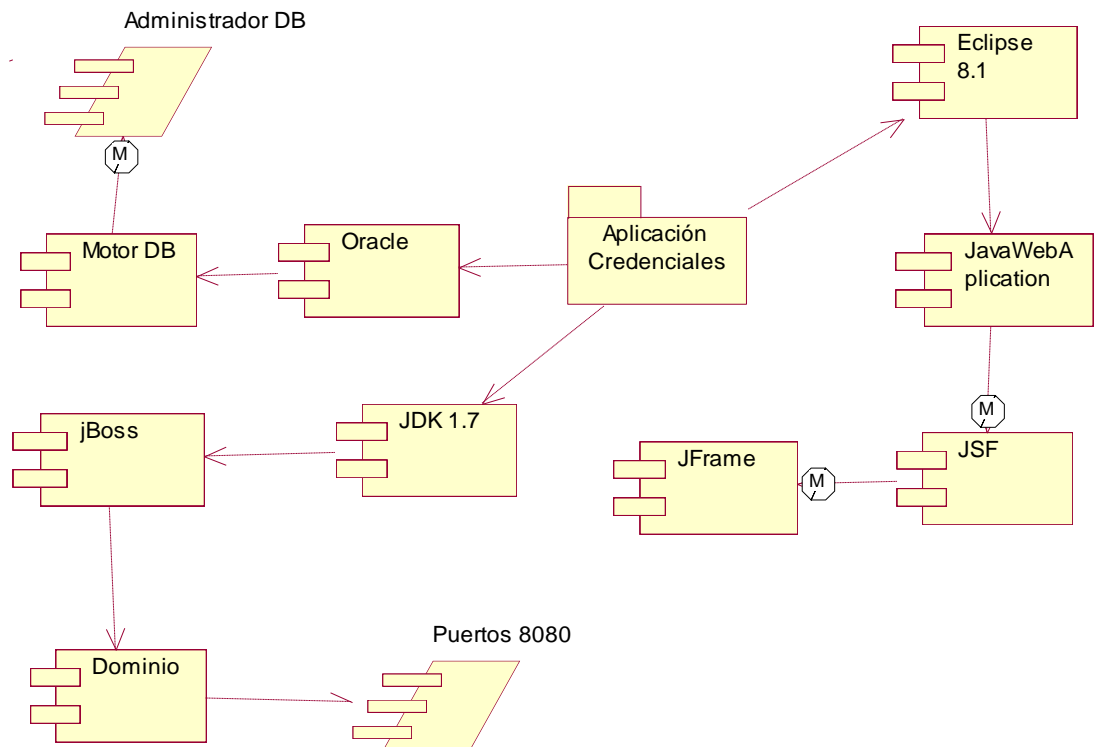 Administrador DB
Eclipse
8.1
M
Motor DB
Oracle
Aplicación
Credenciales
JavaWebA
plication
jBoss
JDK 1.7
M
JFrame
M
JSF
Dominio
Puertos 8080